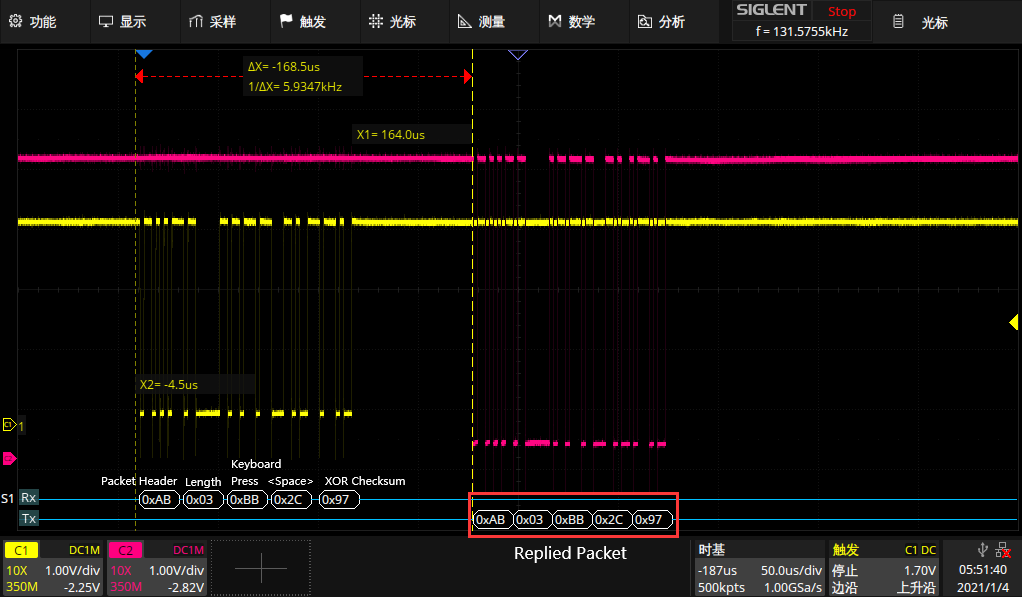 功能 显示 采样 触发 光标 测量 数学 分析 SIGLENT Stop 光标
f = 131.5755kHz
ΔX= -168.5us
1/ΔX= 5.9347kHz
X1= 164.0us
X2= -4.5us
C1 1
C2
Keyboard
Packet Header Length Press <Space> XOR Checksum
S1 Rx 0xAB 0x03 0xBB 0x2C 0x97
Tx 0xAB 0x03 0xBB 0x2C 0x97
Replied Packet
C1 DC1M
10X 1.00V/div
350M -2.25V
C2 DC1M
10X 1.00V/div
350M -2.82V
时基
-187us 50.0us/div
500kpts 1.00GSa/s
触发 C1 DC
停止 1.70V
边沿 上升沿
05:51:40
2021/1/4